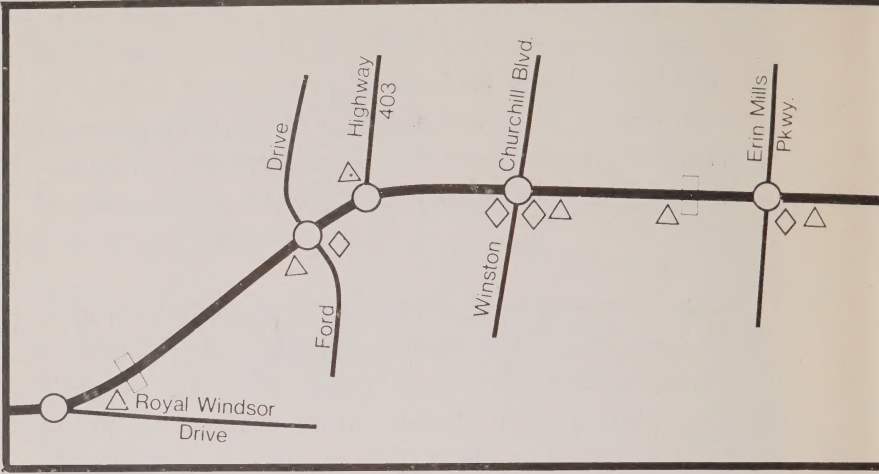 Drive
Ford
Highway
403
Winston
Churchill Blvd.
Erin Mills
Pkwy.
Royal Windsor
Drive